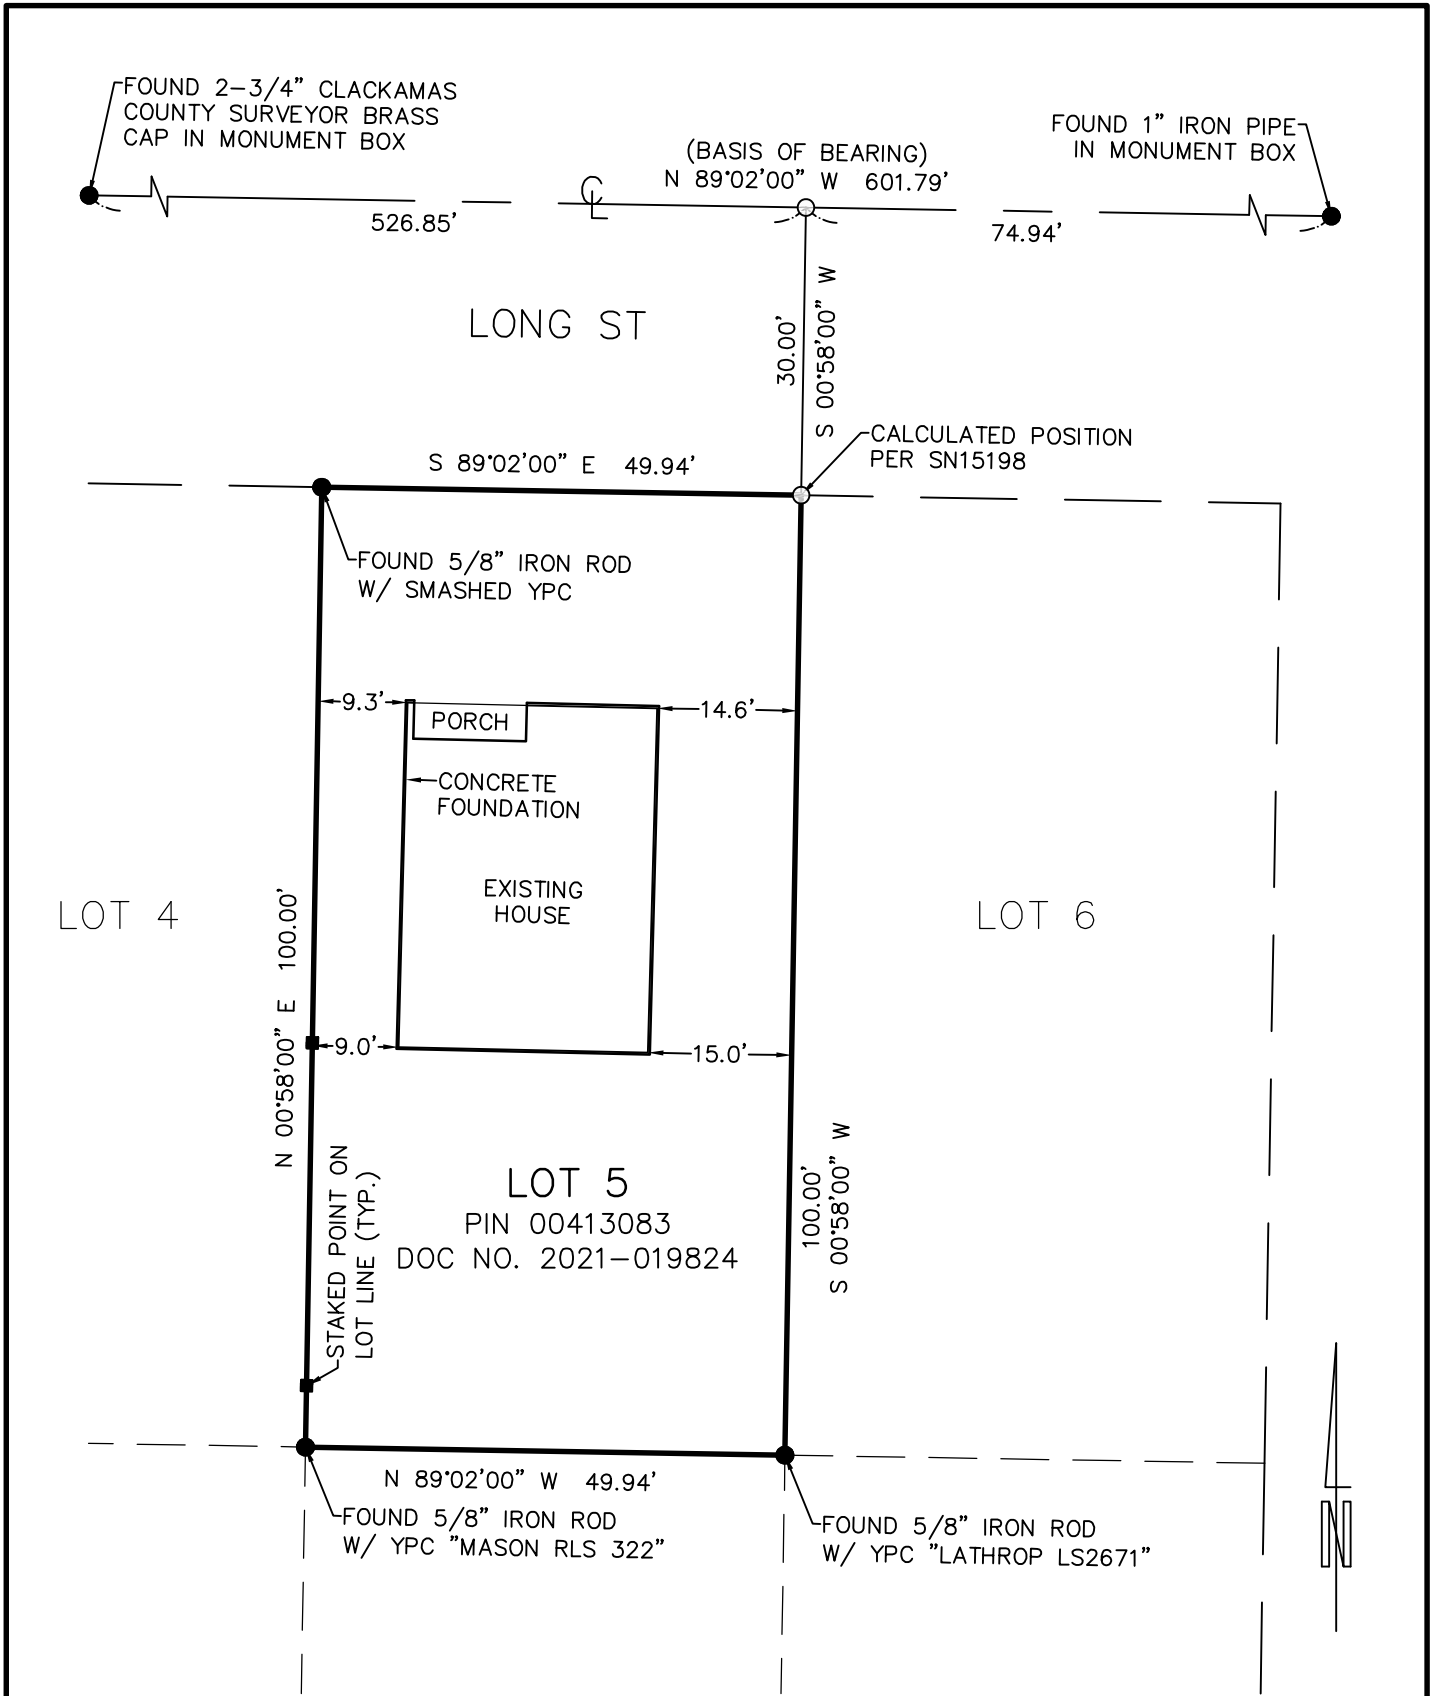 FOUND 2-3/4" CLACKAMAS
COUNTY SURVEYOR BRASS
CAP IN MONUMENT BOX
(BASIS OF BEARING)
N 89°02'00" W 601.79'
FOUND 1" IRON PIPE
IN MONUMENT BOX
CL
526.85'
74.94'
LONG ST
30.00'
S 00°58'00" W
CALCULATED POSITION
PER SN15198
S 89°02'00" E 49.94'
FOUND 5/8" IRON ROD
W/ SMASHED YPC
9.3'
PORCH
14.6'
CONCRETE
FOUNDATION
EXISTING
HOUSE
LOT 4
LOT 6
N 00°58'00" E 100.00'
9.0'
15.0'
STAKED POINT ON
LOT LINE (TYP.)
LOT 5
PIN 00413083
DOC NO. 2021-019824
100.00'
S 00°58'00" W
N 89°02'00" W 49.94'
FOUND 5/8" IRON ROD
W/ YPC "MASON RLS 322"
FOUND 5/8" IRON ROD
W/ YPC "LATHROP LS2671"
N